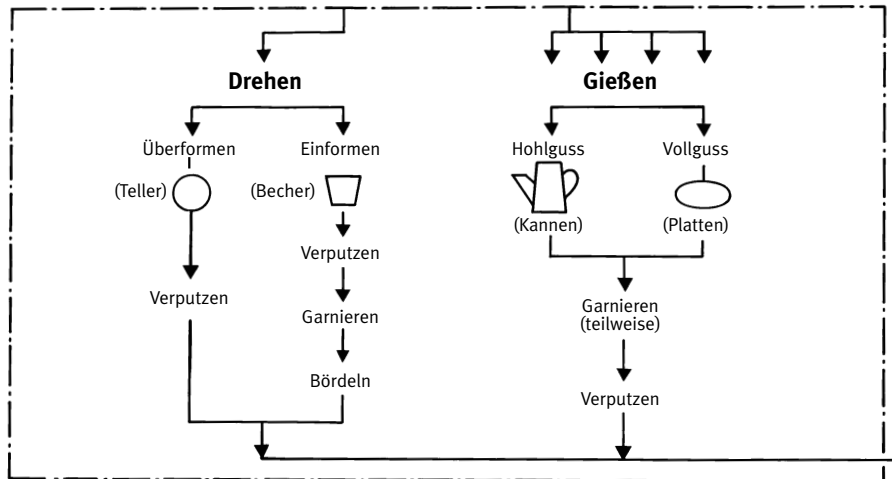 Drehen
Gießen
Überformen
Einformen
Hohlguss
Vollguss
(Teller)
(Becher)
(Kannen)
(Platten)
Verputzen
Verputzen
Garnieren
Bördeln
Garnieren
(teilweise)
Verputzen